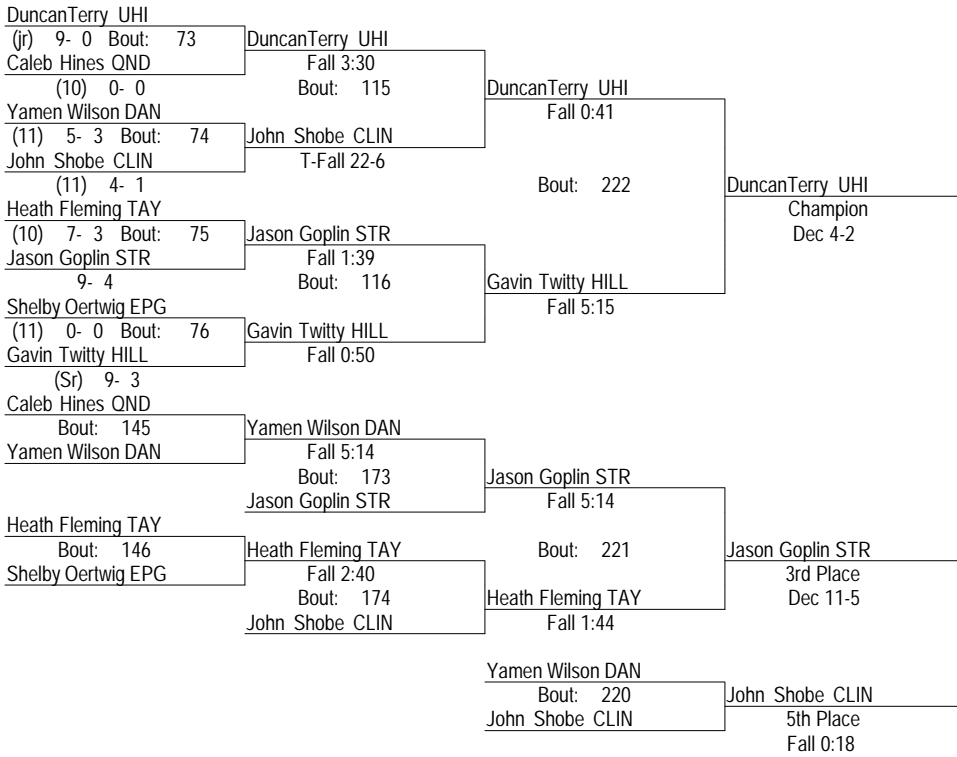 DuncanTerry UHI
(jr) 9- 0 Bout: 73 DuncanTerry UHI
Caleb Hines QND Fall 3:30
(10) 0- 0 Bout: 115 DuncanTerry UHI
Yamen Wilson DAN Fall 0:41
(11) 5- 3 Bout: 74 John Shobe CLIN
John Shobe CLIN T-Fall 22-6
(11) 4- 1 Bout: 222 DuncanTerry UHI
Heath Fleming TAY Champion
(10) 7- 3 Bout: 75 Jason Goplin STR Dec 4-2
Jason Goplin STR Fall 1:39
9- 4 Bout: 116 Gavin Twitty HILL
Shelby Oertwig EPG Fall 5:15
(11) 0- 0 Bout: 76 Gavin Twitty HILL
Gavin Twitty HILL Fall 0:50
(Sr) 9- 3
Caleb Hines QND
Bout: 145 Yamen Wilson DAN
Yamen Wilson DAN Fall 5:14
Bout: 173 Jason Goplin STR
Jason Goplin STR Fall 5:14
Heath Fleming TAY
Bout: 146 Heath Fleming TAY Bout: 221 Jason Goplin STR
Shelby Oertwig EPG Fall 2:40 3rd Place
Bout: 174 Heath Fleming TAY Dec 11-5
John Shobe CLIN Fall 1:44
Yamen Wilson DAN
Bout: 220 John Shobe CLIN
John Shobe CLIN 5th Place
Fall 0:18